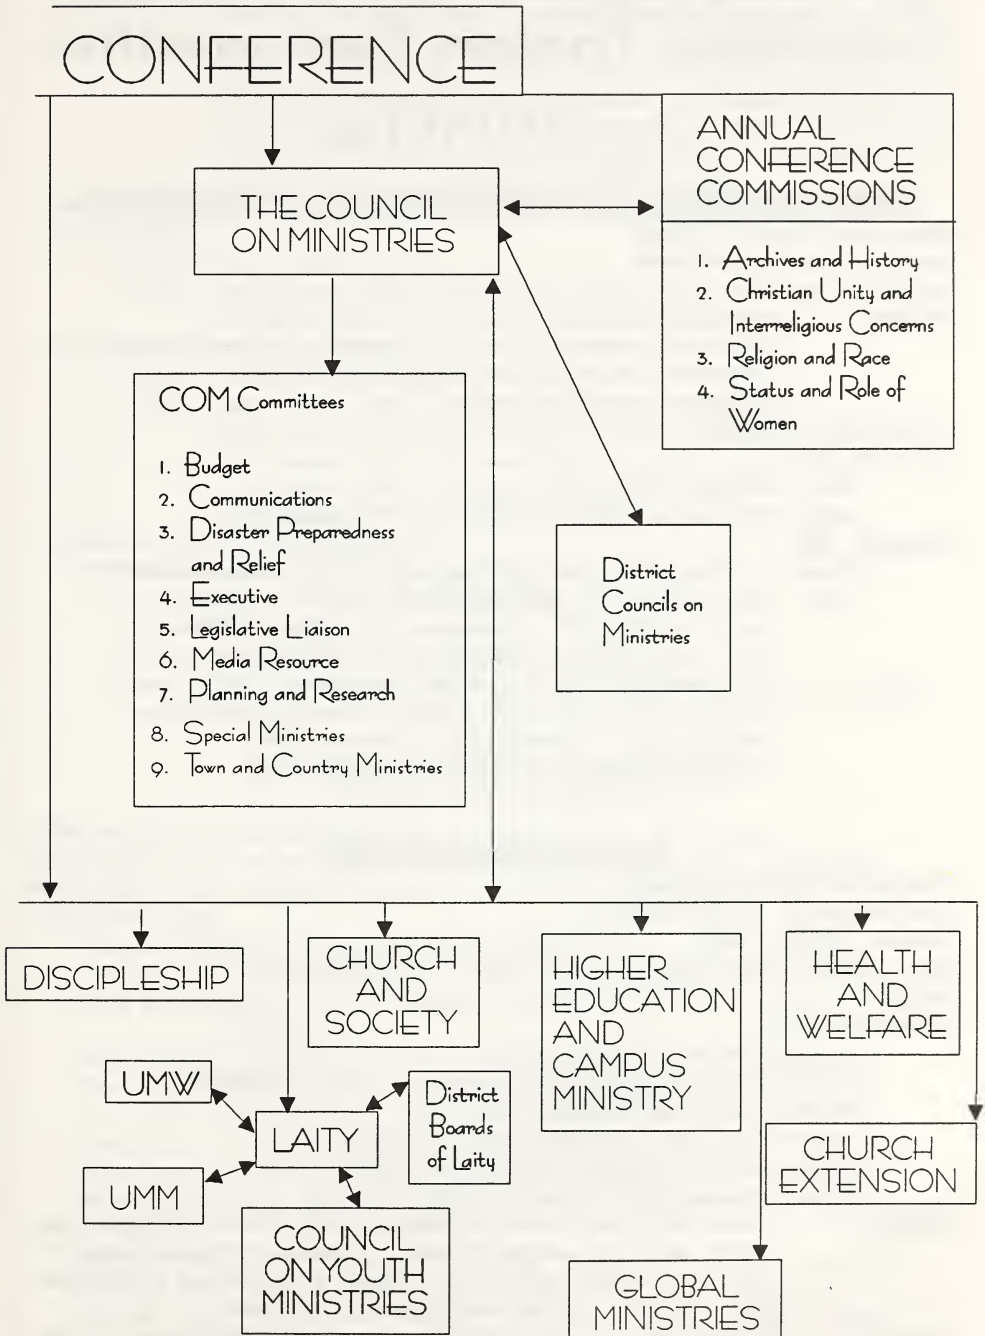 CONFERENCE
THE COUNCIL
ON MINISTRIES
ANNUAL
CONFERENCE
COMMISSIONS
1. Archives and History
2. Christian Unity and
Interreligious Concerns
3. Religion and Race
4. Status and Role of
Women
COM Committees
1. Budget
2. Communications
3. Disaster Preparedness
and Relief
4. Executive
5. Legislative Liaison
6. Media Resource
7. Planning and Research
8. Special Ministries
9. Town and Country Ministries
District
Councils on
Ministries
DISCIPLESHIP
CHURCH
AND
SOCIETY
HIGHER
EDUCATION
AND
CAMPUS
MINISTRY
HEALTH
AND
WELFARE
UMW
LAITY
District
Boards
of Laity
UMM
COUNCIL
ON YOUTH
MINISTRIES
CHURCH
EXTENSION
GLOBAL
MINISTRIES